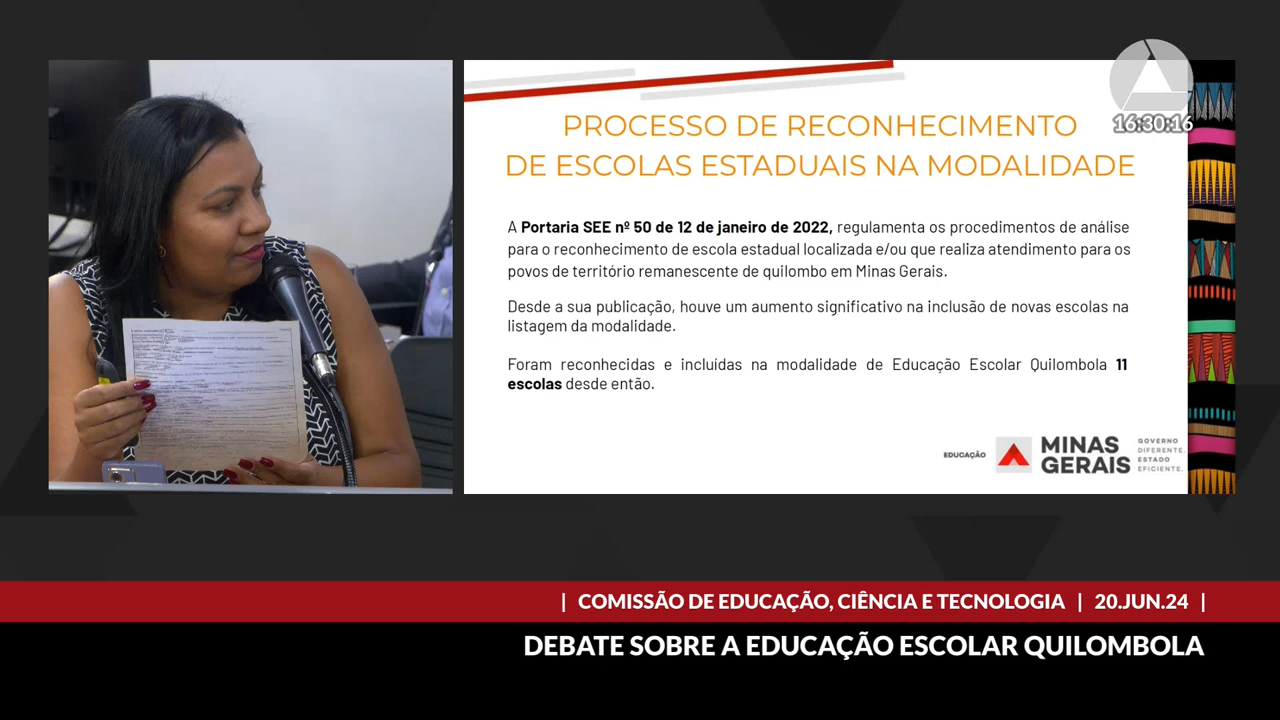 16:30:16
PROCESSO DE RECONHECIMENTO
DE ESCOLAS ESTADUAIS NA MODALIDADE
A Portaria SEE nº 50 de 12 de janeiro de 2022, regulamenta os procedimentos de análise
para o reconhecimento de escola estadual localizada e/ou que realiza atendimento para os
povos de território remanescente de quilombo em Minas Gerais.
Desde a sua publicação, houve um aumento significativo na inclusão de novas escolas na
listagem da modalidade.
Foram reconhecidas e incluídas na modalidade de Educação Escolar Quilombola 11
escolas desde então.
EDUCAÇÃO
MINAS
GERAIS
GOVERNO
DIFERENTE.
ESTADO
EFICIENTE.
| COMISSÃO DE EDUCAÇÃO, CIÊNCIA E TECNOLOGIA | 20.JUN.24 |
DEBATE SOBRE A EDUCAÇÃO ESCOLAR QUILOMBOLA